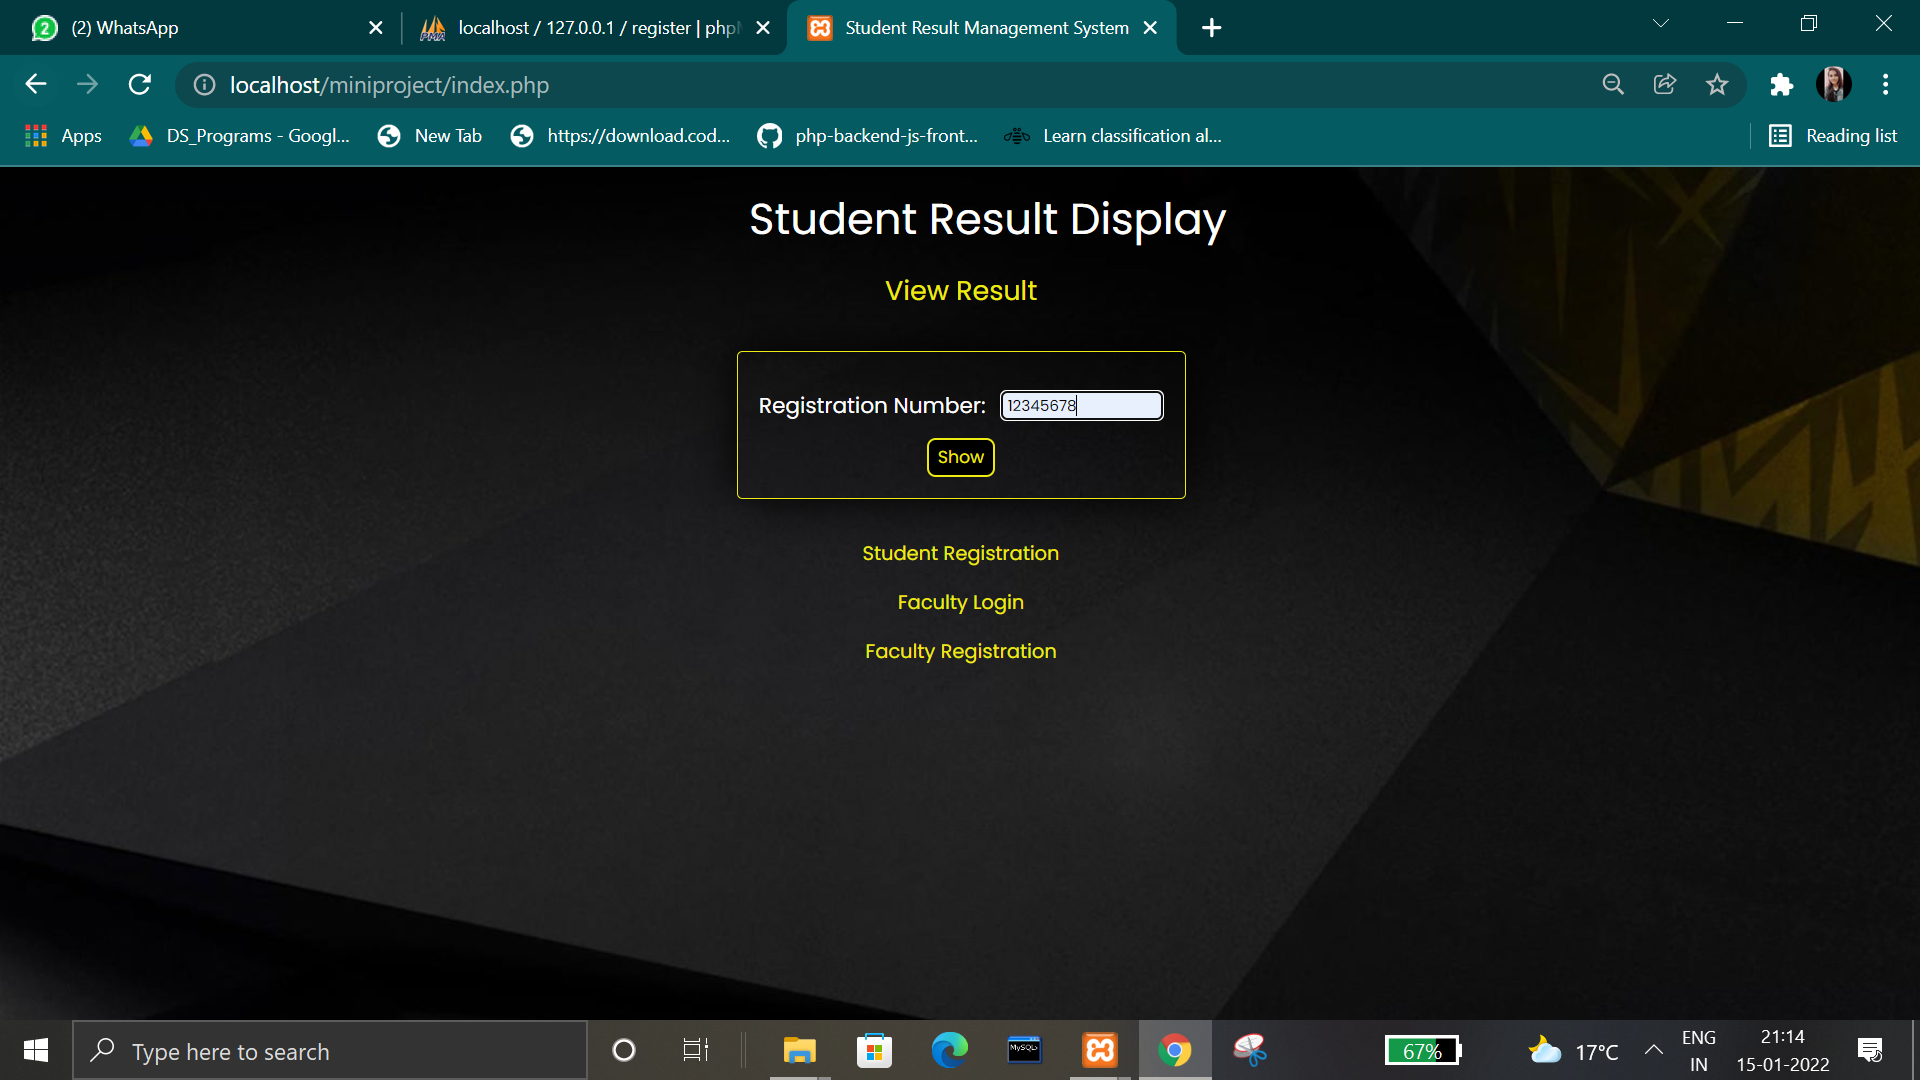 2
(2) WhatsApp
localhost / 127.0.0.1 / register | php
Student Result Management System
localhost/miniproject/index.php
Apps
DS_Programs - Googl...
New Tab
https://download.cod...
php-backend-js-front...
Learn classification al...
Reading list
Student Result Display
View Result
Registration Number: 12345678
Show
Student Registration
Faculty Login
Faculty Registration
Type here to search
MySQL
67%
17°C
ENG
IN
21:14
15-01-2022